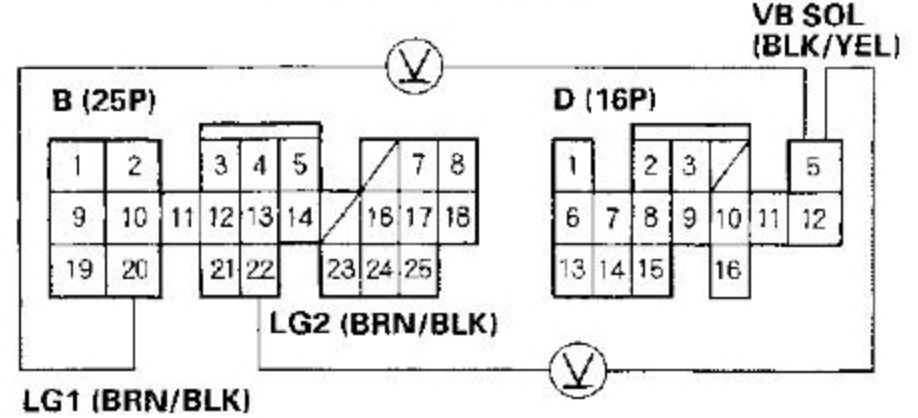 VB SOL
(BLK/YEL)
V
B (25P)
D (16P)
1 2 3 4 5 7 8
1 2 3 5
9 10 11 12 13 14 16 17 18
6 7 8 9 10 11 12
19 20 21 22 23 24 25
13 14 15 16
LG2 (BRN/BLK)
V
LG1 (BRN/BLK)